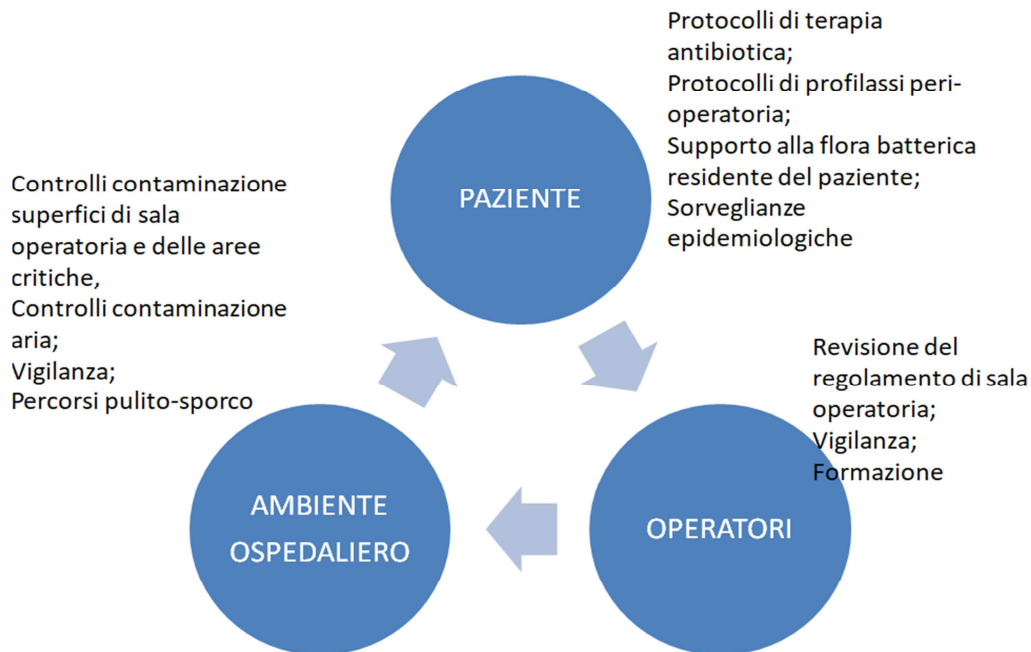 Protocolli di terapia
antibiotica;
Protocolli di profilassi peri-
operatoria;
Supporto alla flora batterica
residente del paziente;
Sorveglianze
epidemiologiche
PAZIENTE
Controlli contaminazione
superfici di sala
operatoria e delle aree
critiche,
Controlli contaminazione
aria;
Vigilanza;
Percorsi pulito-sporco
Revisione del
regolamento di sala
operatoria;
Vigilanza;
Formazione
OPERATORI
AMBIENTE
OSPEDALIERO